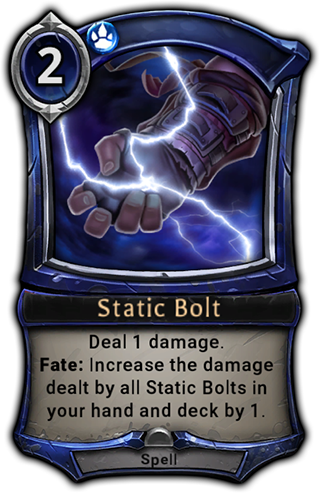 2
Static Bolt
Deal 1 damage.
Fate: Increase the damage
dealt by all Static Bolts in
your hand and deck by 1.
Spell